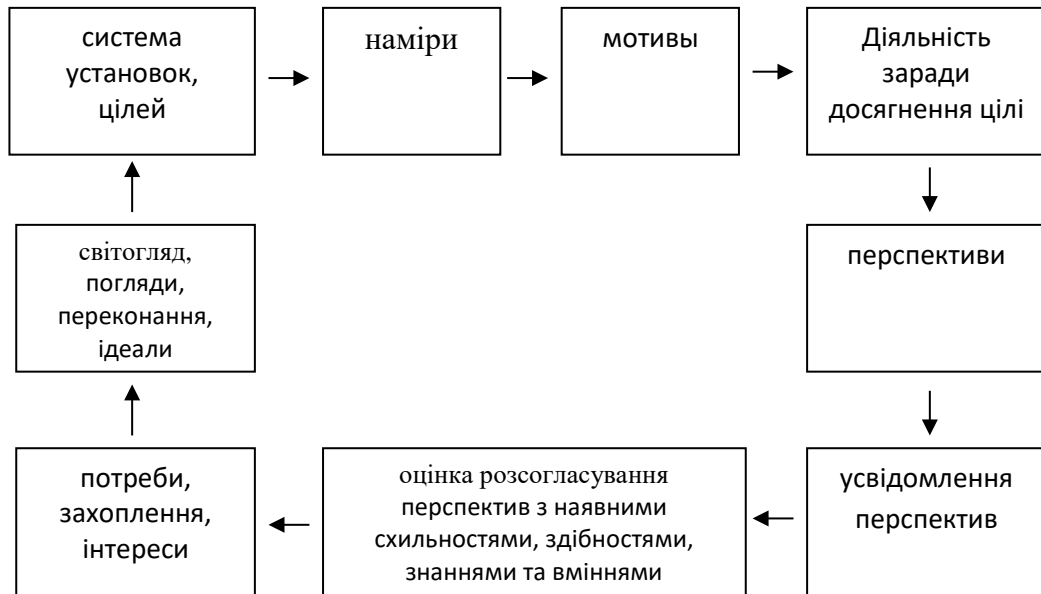 система
установок,
цілей
наміри
мотивы
Діяльність
заради
досягнення цілі
світогляд,
погляди,
переконання,
ідеали
перспективи
потреби,
захоплення,
інтереси
оцінка розсогласування
перспектив з наявними
схильностями, здібностями,
знаннями та вміннями
усвідомлення
перспектив